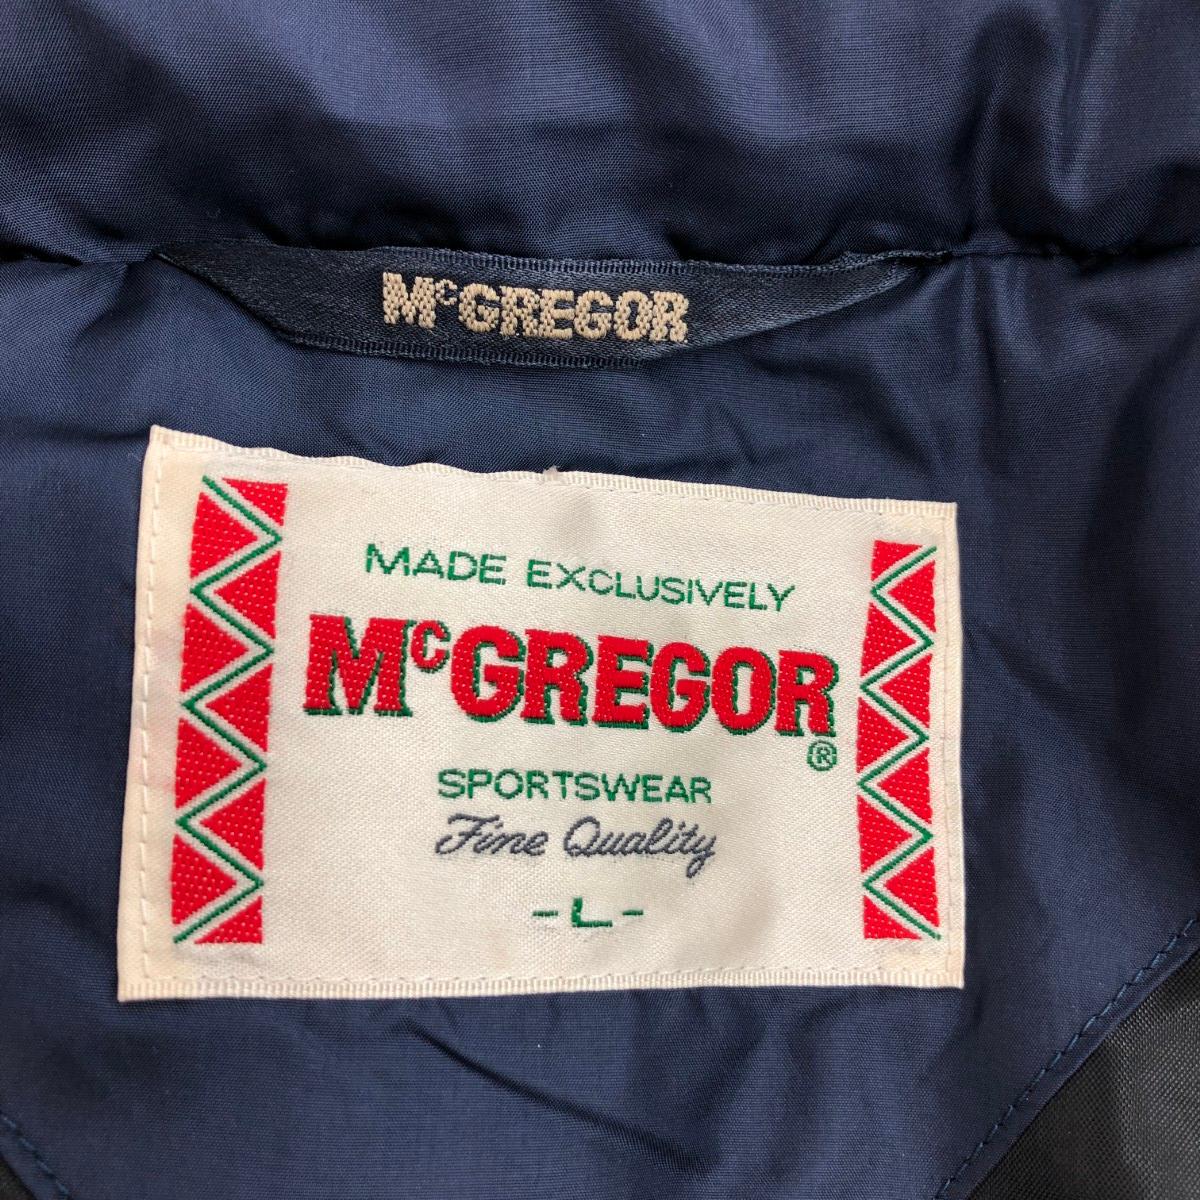 McGREGOR
MADE EXCLUSIVELY
McGREGOR®
SPORTSWEAR
Fine Quality
-L-